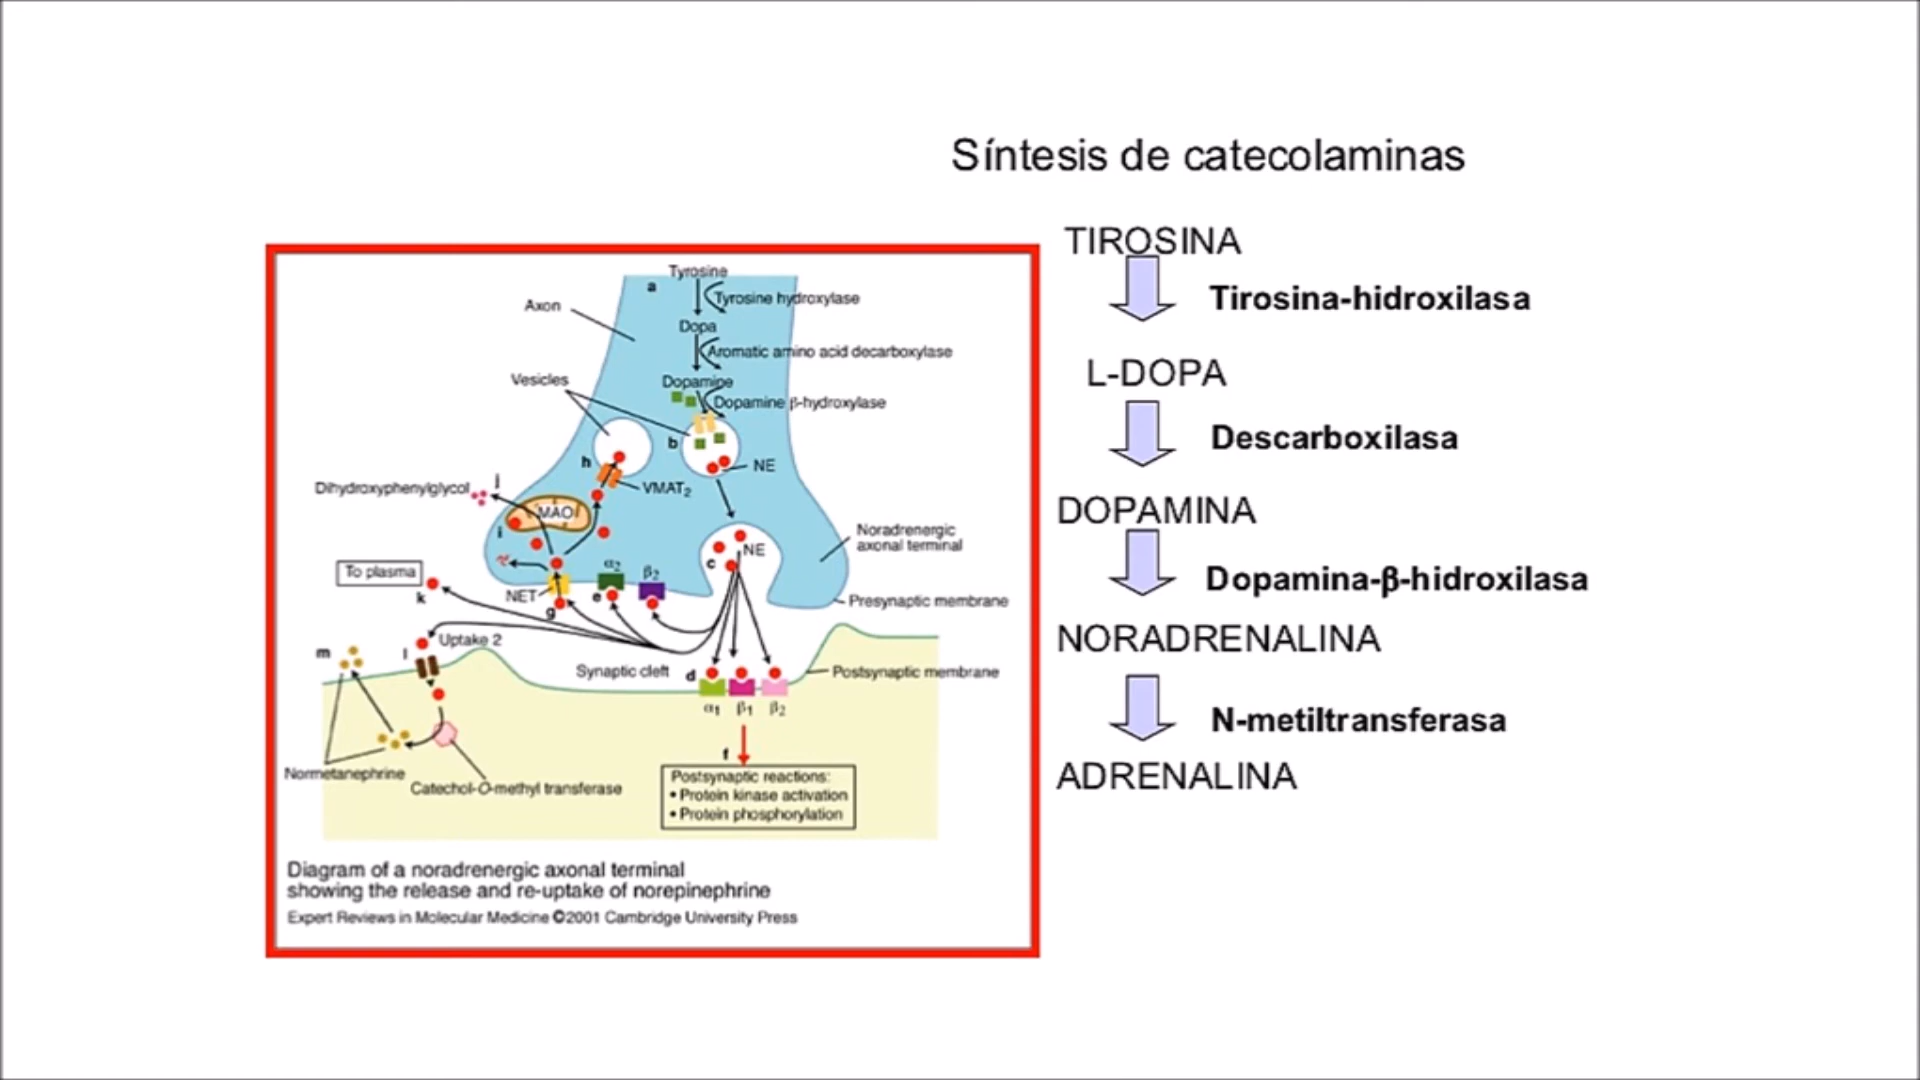 Síntesis de catecolaminas
TIROSINA
Tirosina-hidroxilasa
L-DOPA
Descarboxilasa
DOPAMINA
Dopamina-β-hidroxilasa
NORADRENALINA
N-metiltransferasa
ADRENALINA
Tyrosine
a
Tyrosine hydroxylase
Axon
Dopa
Aromatic amino acid decarboxylase
Vesicles
Dopamine
Dopamine β-hydroxylase
b
h
NE
VMAT2
j
Dihydroxyphenylglycol
MAO
i
Noradrenergic
axonal terminal
NE
c
α2
β2
To plasma
k
NET
e
g
Presynaptic membrane
Uptake 2
m
l
Synaptic cleft
d
Postsynaptic membrane
α1 β1 β2
f
Normetanephrine
Catechol-O-methyl transferase
Postsynaptic reactions:
• Protein kinase activation
• Protein phosphorylation
Diagram of a noradrenergic axonal terminal
showing the release and re-uptake of norepinephrine
Expert Reviews in Molecular Medicine ©2001 Cambridge University Press